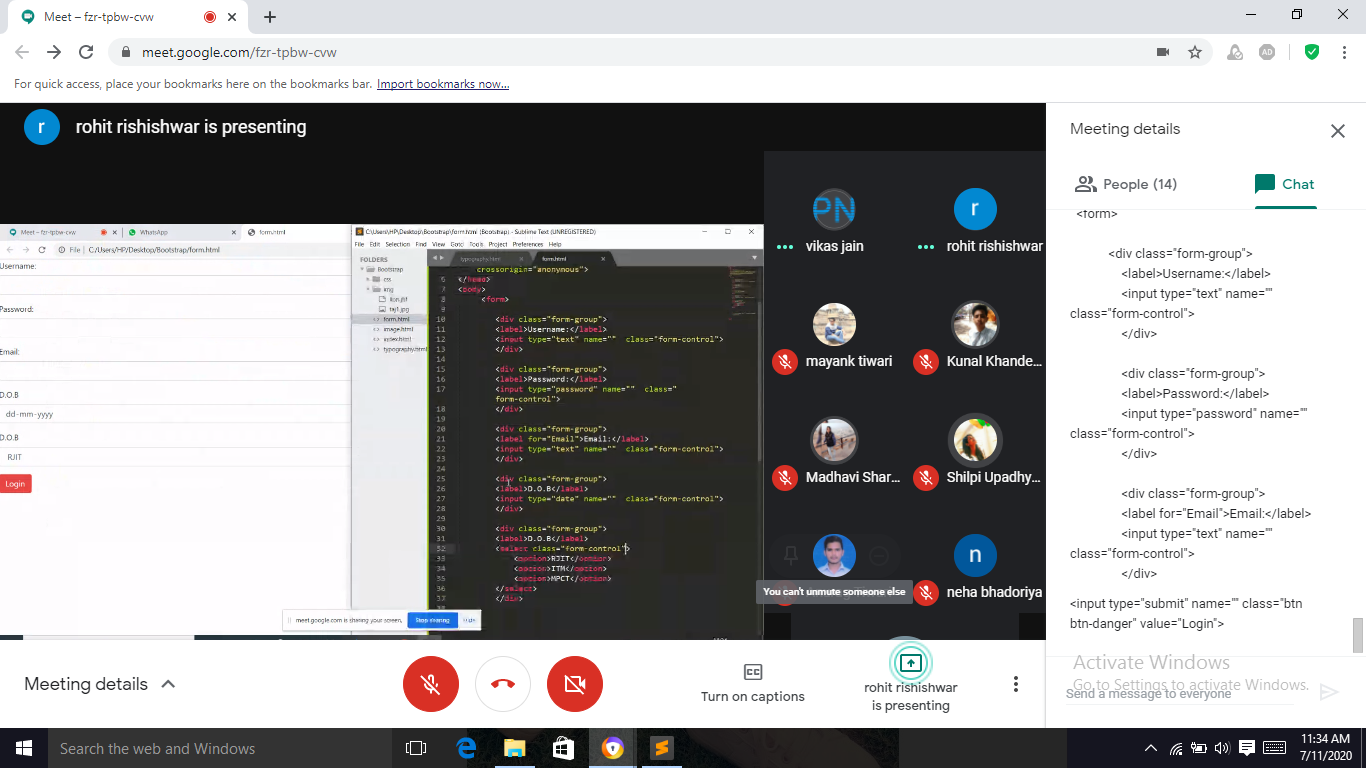 Meet – fzr-tpbw-cvw
meet.google.com/fzr-tpbw-cvw
AD
For quick access, place your bookmarks here on the bookmarks bar. Import bookmarks now...
r
rohit rishishwar is presenting
Meet – fzr-tpbw-cvw
WhatsApp
form.html
File | C:/Users/HP/Desktop/Bootstrap/form.html
Username:
Password:
Email:
D.O.B
dd-mm-yyyy
D.O.B
RJIT
Login
C:\Users\HP\Desktop\Bootstrap\form.html (Bootstrap) - Sublime Text (UNREGISTERED)
File Edit Selection Find View Goto Tools Project Preferences Help
FOLDERS
Bootstrap
css
img
taj1.jpg
form.html
image.html
index.html
typography.html
typography.html
form.html
crossorigin="anonymous">
6 </head>
7 <body>
8 <form>
9
10 <div class="form-group">
11 <label>Username:</label>
12 <input type="text" name="" class="form-control">
13 </div>
14
15 <div class="form-group">
16 <label>Password:</label>
17 <input type="password" name="" class="
form-control">
18 </div>
19
20 <div class="form-group">
21 <label for="Email">Email:</label>
22 <input type="text" name="" class="form-control">
23 </div>
24
25 <div class="form-group">
26 <label>D.O.B</label>
27 <input type="date" name="" class="form-control">
28 </div>
29
30 <div class="form-group">
31 <label>D.O.B</label>
32 <select class="form-control">
33 <option>RJIT</option>
34 <option>ITM</option>
35 <option>MPCT</option>
36 </select>
37 </div>
meet.google.com is sharing your screen.
Stop sharing
Hide
PN
vikas jain
r
rohit rishishwar
mayank tiwari
Kunal Khande...
Madhavi Shar...
Shilpi Upadhy...
You can't unmute someone else
n
neha bhadoriya
Meeting details
People (14)
Chat
<form>
<div class="form-group">
<label>Username:</label>
<input type="text" name=""
class="form-control">
</div>
<div class="form-group">
<label>Password:</label>
<input type="password" name=""
class="form-control">
</div>
<div class="form-group">
<label for="Email">Email:</label>
<input type="text" name=""
class="form-control">
</div>
<input type="submit" name="" class="btn
btn-danger" value="Login">
Activate Windows
Go to Settings to activate Windows.
Send a message to everyone
Meeting details
CC
Turn on captions
rohit rishishwar
is presenting
Search the web and Windows
11:34 AM
7/11/2020